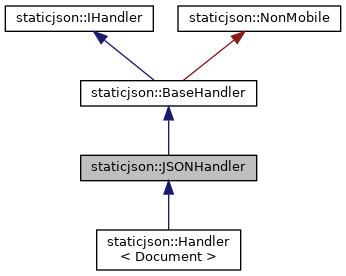 staticjson::IHandler
staticjson::NonMobile
staticjson::BaseHandler
staticjson::JSONHandler
staticjson::Handler
< Document >